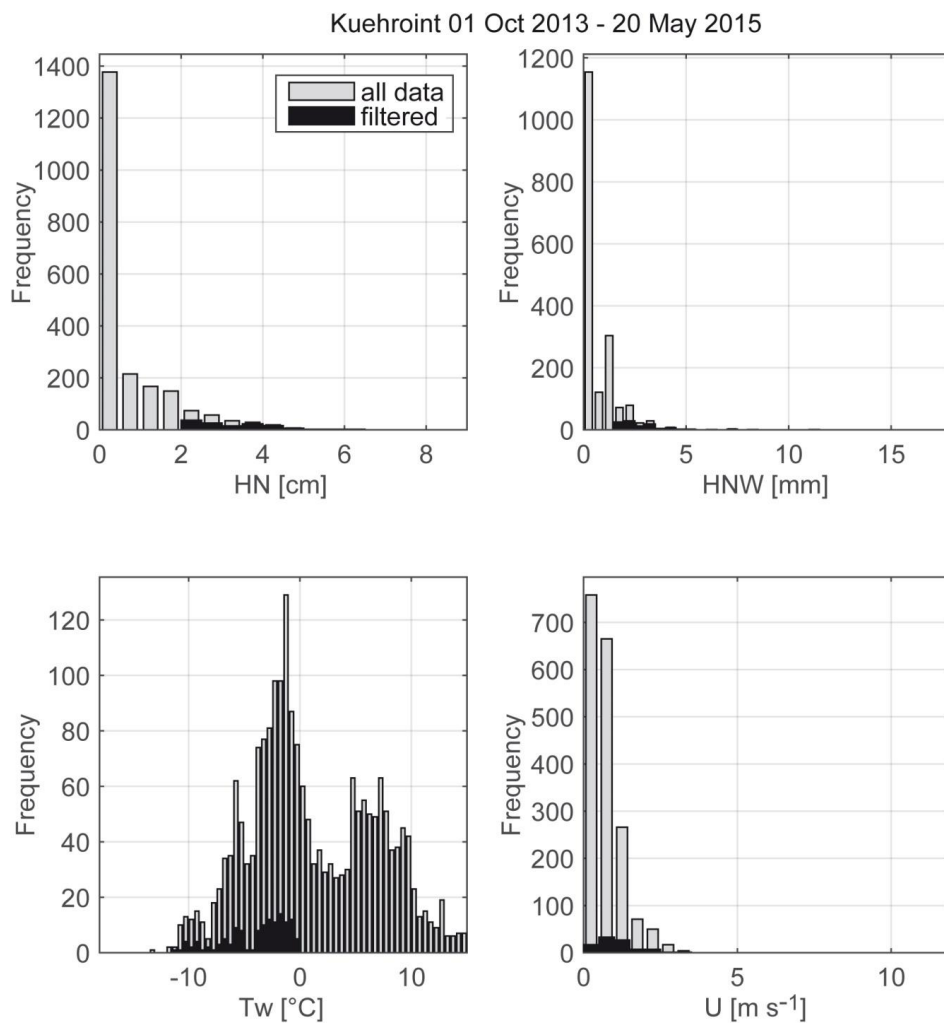 Kuehroint 01 Oct 2013 - 20 May 2015
1400
1200
1000
800
600
400
200
0
Frequency
all data
filtered
0 2 4 6 8
HN [cm]
1200
1000
800
600
400
200
0
Frequency
0 5 10 15
HNW [mm]
120
100
80
60
40
20
0
Frequency
-10 0 10
Tw [°C]
700
600
500
400
300
200
100
0
Frequency
0 5 10
U [m s⁻¹]